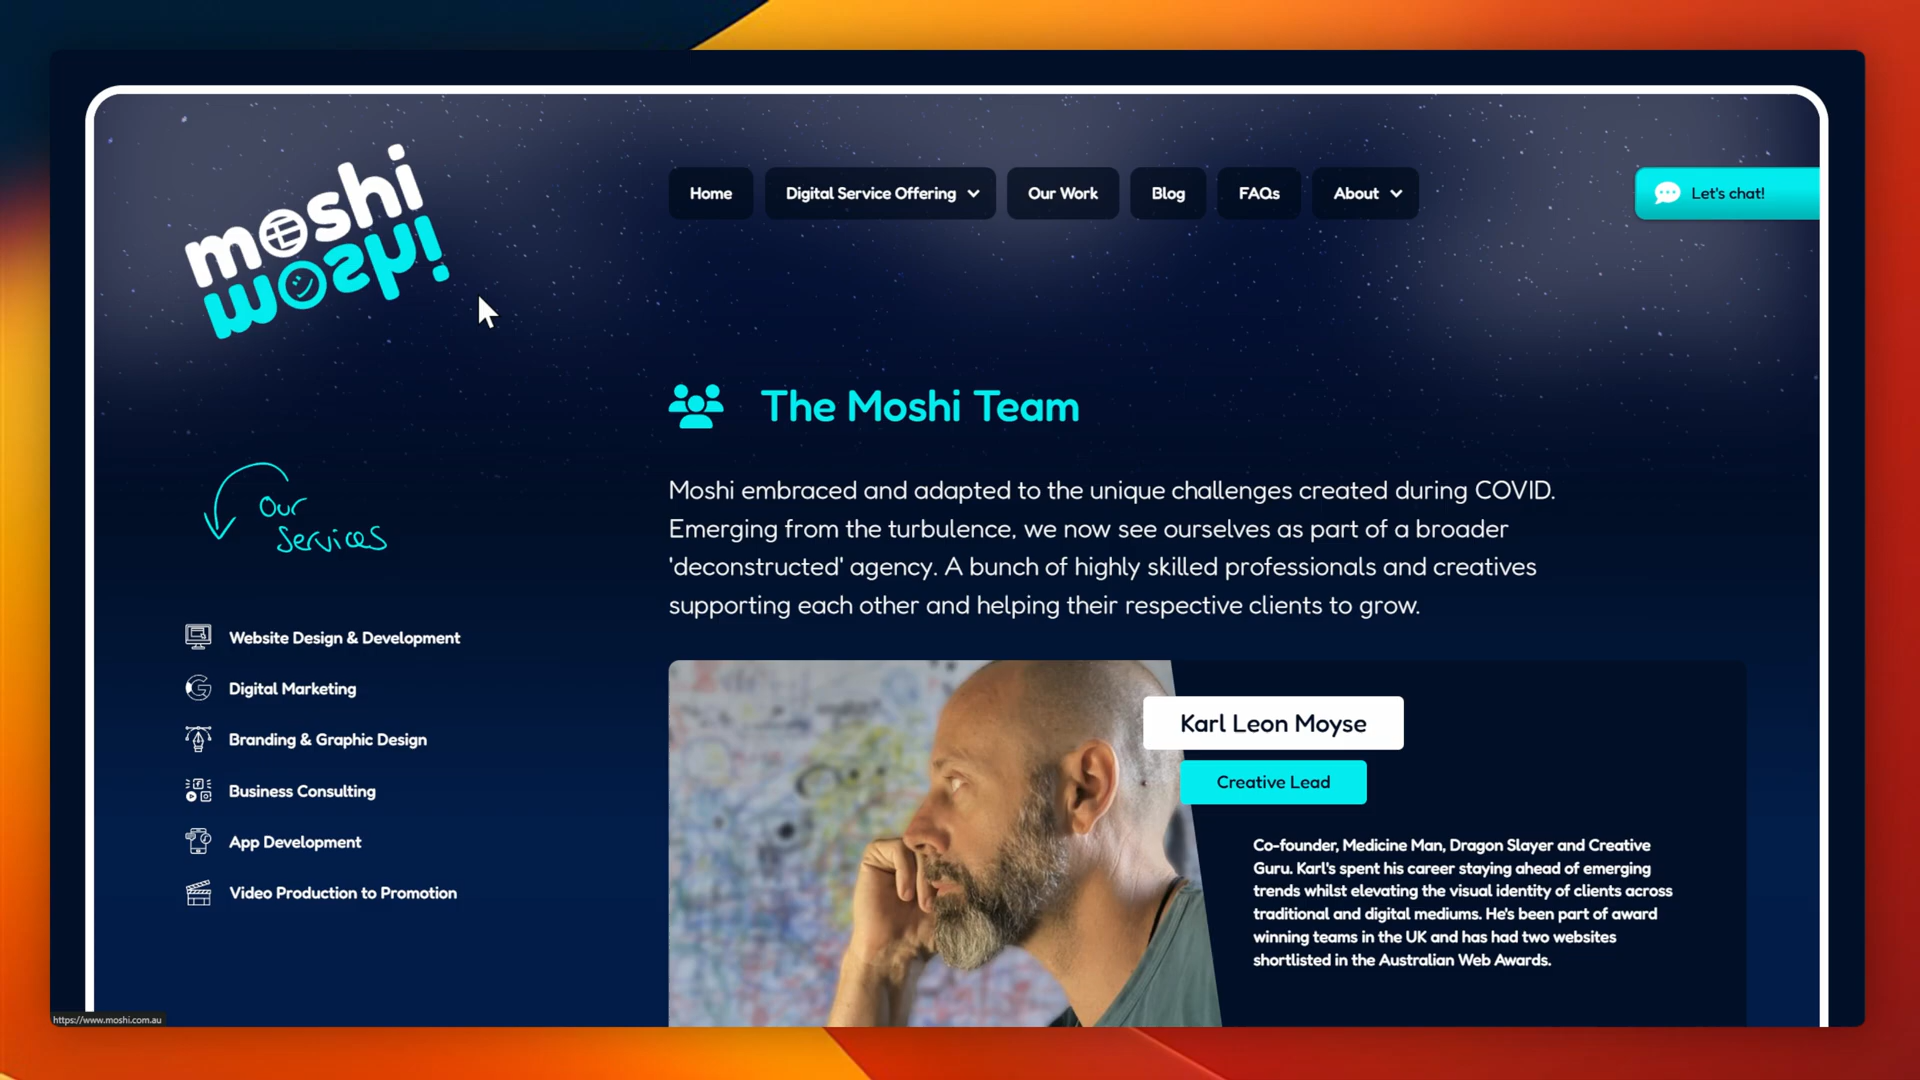 moshi
moshi
Home
Digital Service Offering
Our Work
Blog
FAQs
About
Let's chat!
The Moshi Team
Our
Services
Moshi embraced and adapted to the unique challenges created during COVID.
Emerging from the turbulence, we now see ourselves as part of a broader
'deconstructed' agency. A bunch of highly skilled professionals and creatives
supporting each other and helping their respective clients to grow.
Website Design & Development
Digital Marketing
Branding & Graphic Design
Business Consulting
App Development
Video Production to Promotion
Karl Leon Moyse
Creative Lead
Co-founder, Medicine Man, Dragon Slayer and Creative
Guru. Karl's spent his career staying ahead of emerging
trends whilst elevating the visual identity of clients across
traditional and digital mediums. He's been part of award
winning teams in the UK and has had two websites
shortlisted in the Australian Web Awards.
https://www.moshi.com.au